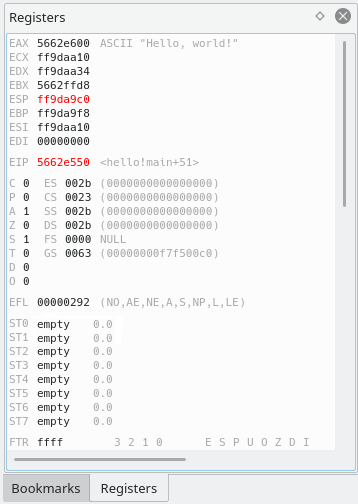 Registers
EAX 5662e600 ASCII "Hello, world!"
ECX ff9daa10
EDX ff9daa34
EBX 5662ffd8
ESP ff9da9c0
EBP ff9da9f8
ESI ff9daa10
EDI 00000000
EIP 5662e550 <hello!main+51>
C 0 ES 002b (0000000000000000)
P 0 CS 0023 (0000000000000000)
A 1 SS 002b (0000000000000000)
Z 0 DS 002b (0000000000000000)
S 1 FS 0000 NULL
T 0 GS 0063 (00000000f7f500c0)
D 0
O 0
EFL 00000292 (NO,AE,NE,A,S,NP,L,LE)
ST0 empty 0.0
ST1 empty 0.0
ST2 empty 0.0
ST3 empty 0.0
ST4 empty 0.0
ST5 empty 0.0
ST6 empty 0.0
ST7 empty 0.0
FTR ffff 3 2 1 0 E S P U O Z D I
Bookmarks Registers